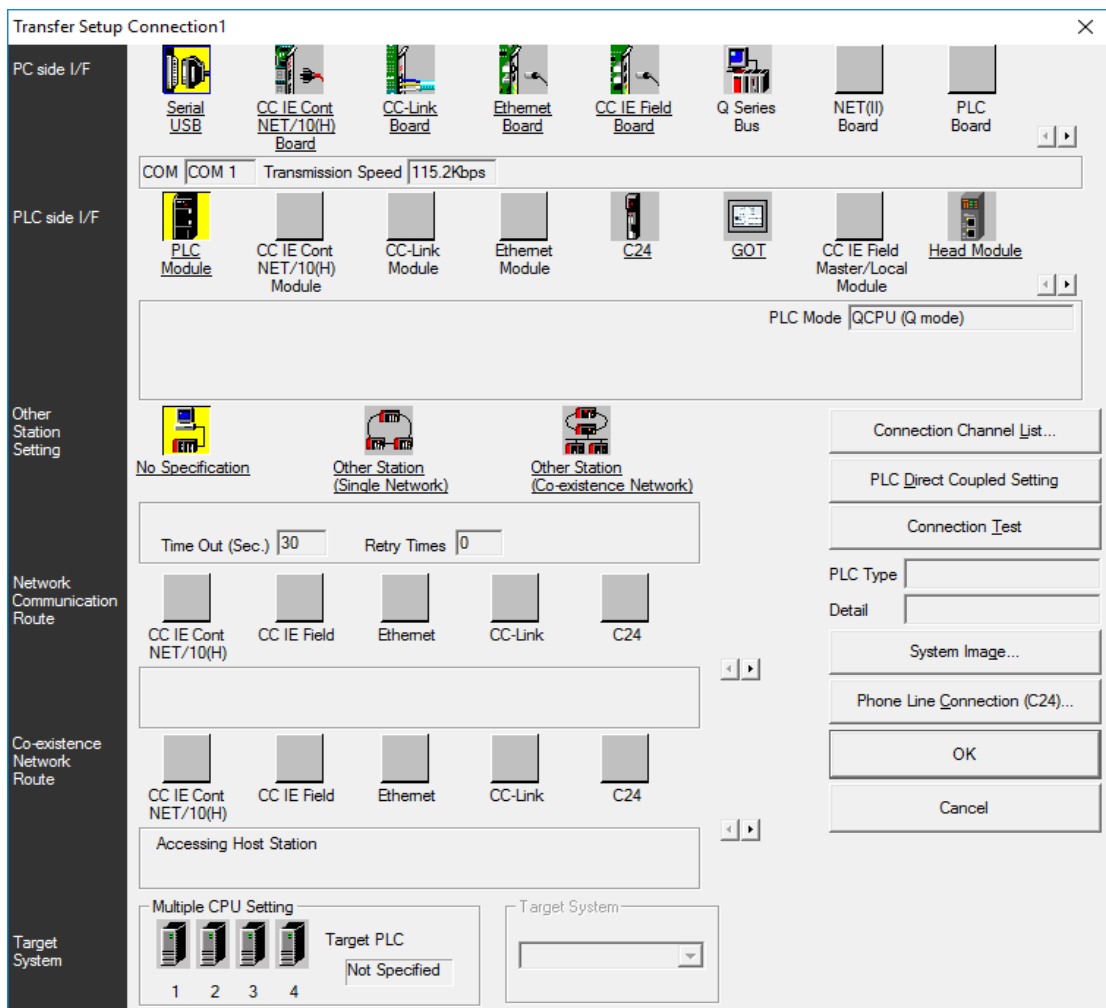 Transfer Setup Connection1
PC side I/F
Serial
USB
CC IE Cont
NET/10(H)
Board
CC-Link
Board
Ethernet
Board
CC IE Field
Board
Q Series
Bus
NET(II)
Board
PLC
Board
COM COM 1 Transmission Speed 115.2Kbps
PLC side I/F
PLC
Module
CC IE Cont
NET/10(H)
Module
CC-Link
Module
Ethernet
Module
C24
GOT
CC IE Field
Master/Local
Module
Head Module
PLC Mode QCPU (Q mode)
Other
Station
Setting
No Specification
Other Station
(Single Network)
Other Station
(Co-existence Network)
Time Out (Sec.) 30 Retry Times 0
Connection Channel List...
PLC Direct Coupled Setting
Connection Test
PLC Type
Detail
System Image...
Phone Line Connection (C24)...
OK
Cancel
Network
Communication
Route
CC IE Cont
NET/10(H)
CC IE Field
Ethernet
CC-Link
C24
Co-existence
Network
Route
CC IE Cont
NET/10(H)
CC IE Field
Ethernet
CC-Link
C24
Accessing Host Station
Target
System
Multiple CPU Setting
1 2 3 4
Target PLC
Not Specified
Target System